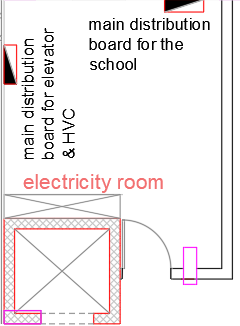 main distribution
board for the
school
main distribution
board for elevator
& HVC
electricity room